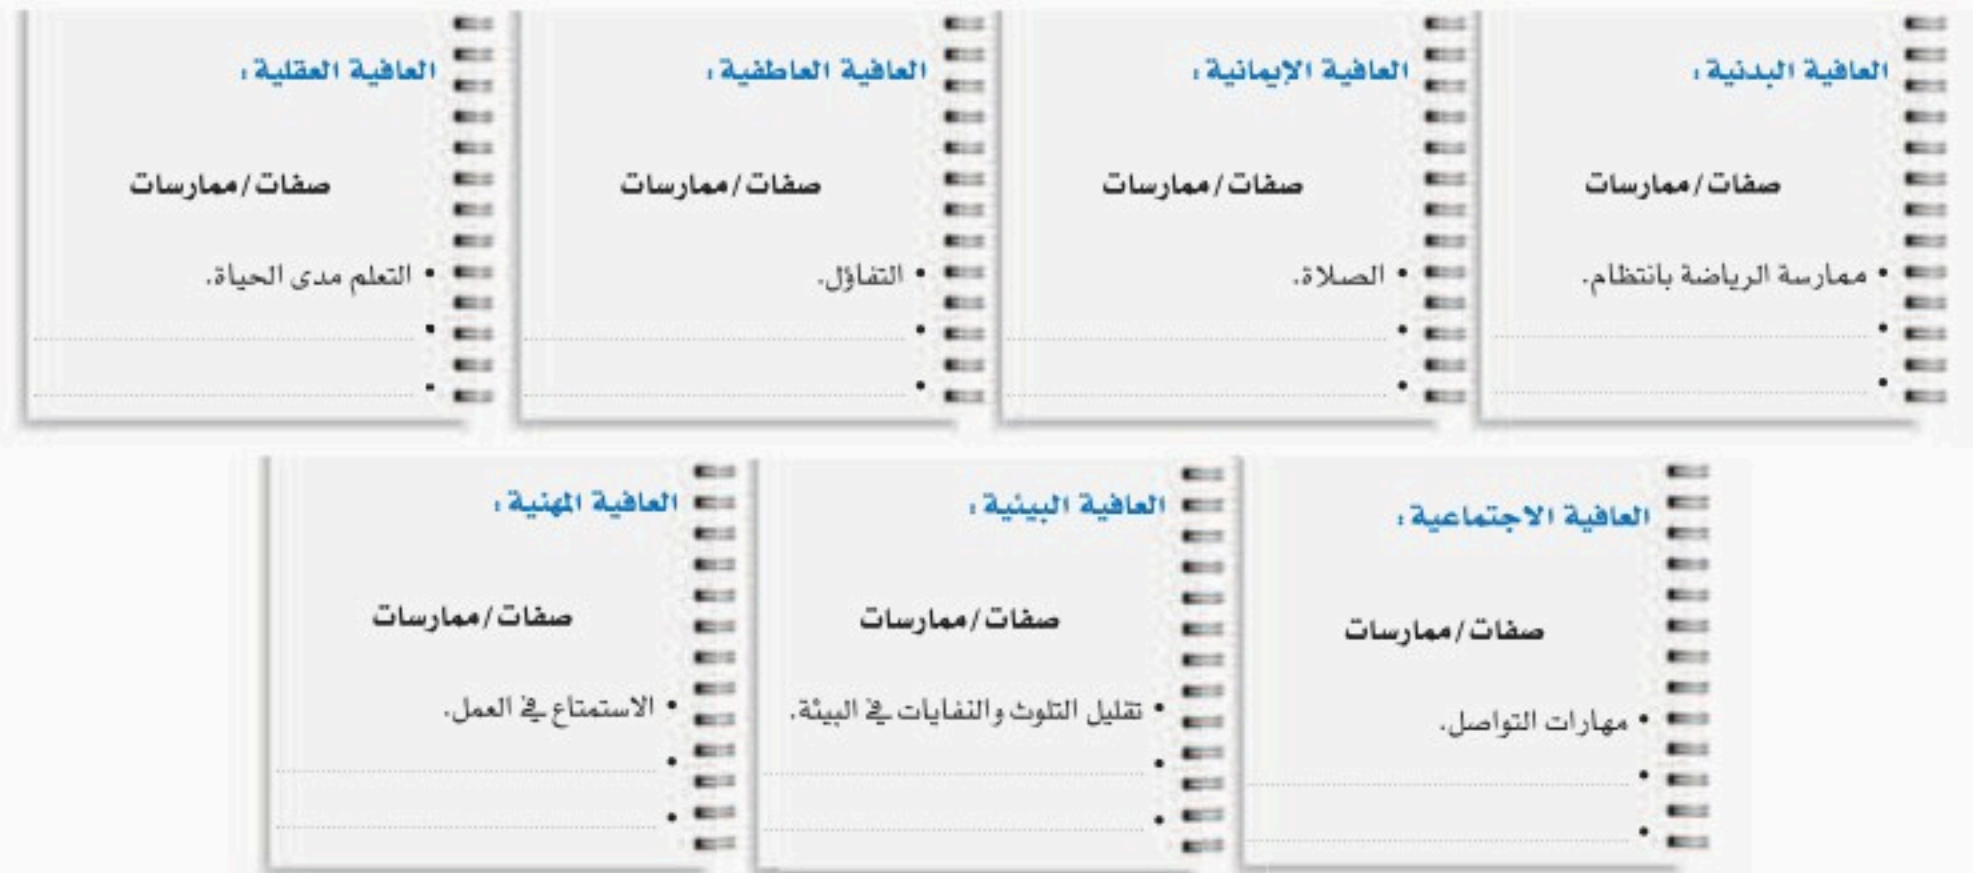 العافية البدنية :
صفات/ممارسات
• ممارسة الرياضة بانتظام.
•
•
العافية الإيمانية :
صفات/ممارسات
• الصلاة.
•
•
العافية العاطفية :
صفات/ممارسات
• التفاؤل.
•
•
العافية العقلية :
صفات/ممارسات
• التعلم مدى الحياة.
•
•
العافية الاجتماعية :
صفات/ممارسات
• مهارات التواصل.
•
•
العافية البيئية :
صفات/ممارسات
• تقليل التلوث والنفايات في البيئة.
•
•
العافية المهنية :
صفات/ممارسات
• الاستمتاع في العمل.
•
•